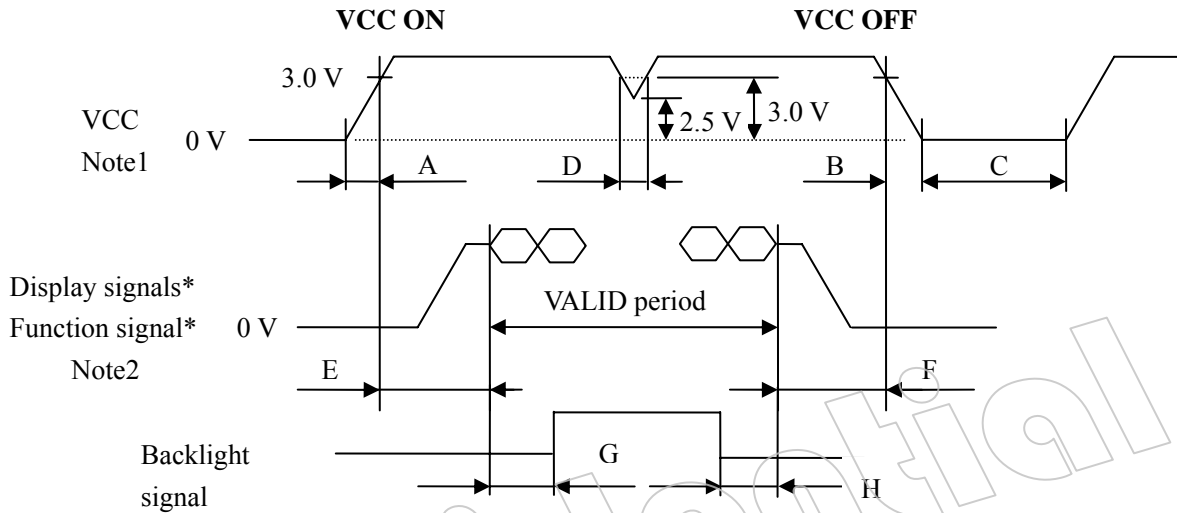 VCC ON VCC OFF
3.0 V
VCC
Note1
0 V
2.5 V
3.0 V
A D B C
Display signals*
Function signal*
Note2
0 V
VALID period
E F
Backlight
signal
G H